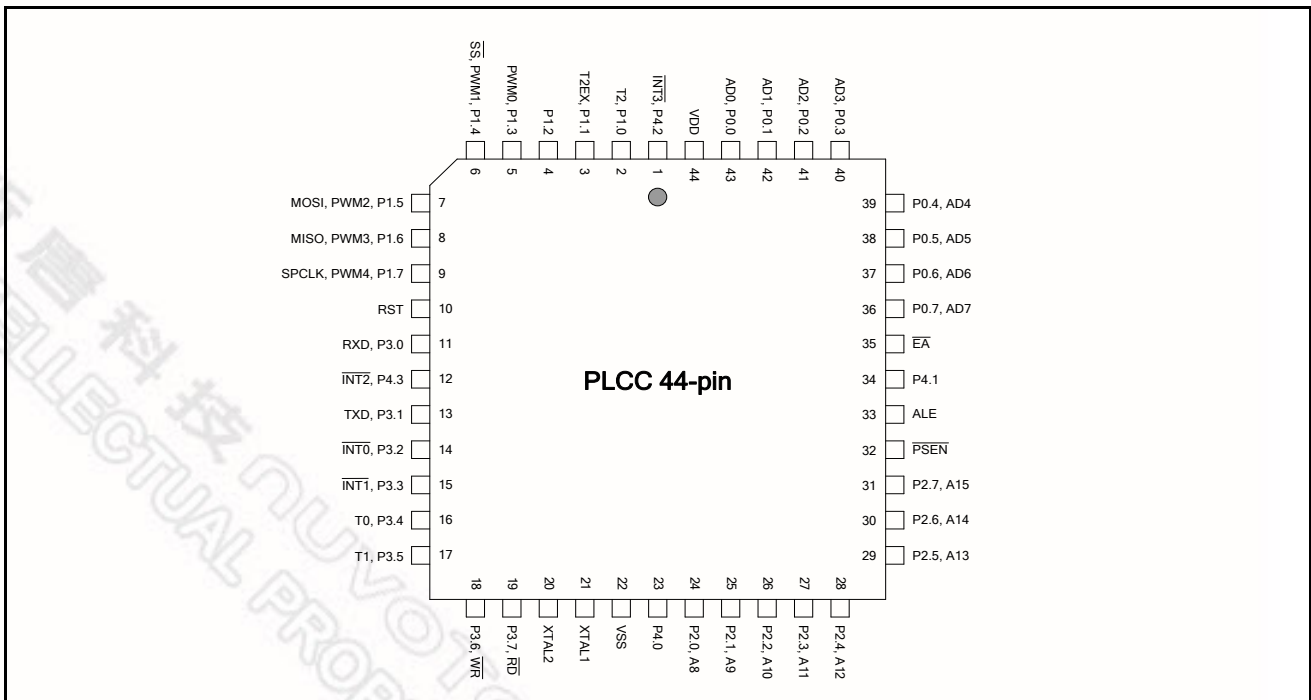 SS, PWM1, P1.4
PWM0, P1.3
P1.2
T2EX, P1.1
T2, P1.0
INT3, P4.2
VDD
AD0, P0.0
AD1, P0.1
AD2, P0.2
AD3, P0.3
6
5
4
3
2
1
44
43
42
41
40
MOSI, PWM2, P1.5 7
MISO, PWM3, P1.6 8
SPCLK, PWM4, P1.7 9
RST 10
RXD, P3.0 11
INT2, P4.3 12
TXD, P3.1 13
INT0, P3.2 14
INT1, P3.3 15
T0, P3.4 16
T1, P3.5 17
PLCC 44-pin
39 P0.4, AD4
38 P0.5, AD5
37 P0.6, AD6
36 P0.7, AD7
35 EA
34 P4.1
33 ALE
32 PSEN
31 P2.7, A15
30 P2.6, A14
29 P2.5, A13
18
19
20
21
22
23
24
25
26
27
28
P3.6, WR
P3.7, RD
XTAL2
XTAL1
VSS
P4.0
P2.0, A8
P2.1, A9
P2.2, A10
P2.3, A11
P2.4, A12
唐科技 nuvoTo
ELLECTUAL PROP